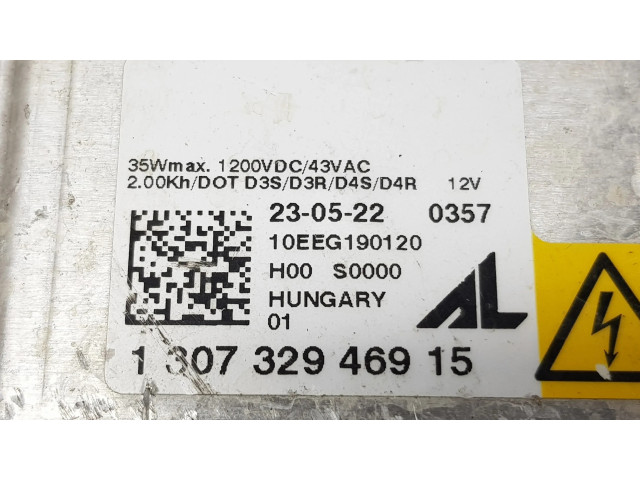 35Wmax. 1200VDC/43VAC
2.00Kh/DOT D3S/D3R/D4S/D4R 12V
23-05-22 0357
10EEG190120
H00 S0000
HUNGARY
01
AL
1 307 329 469 15